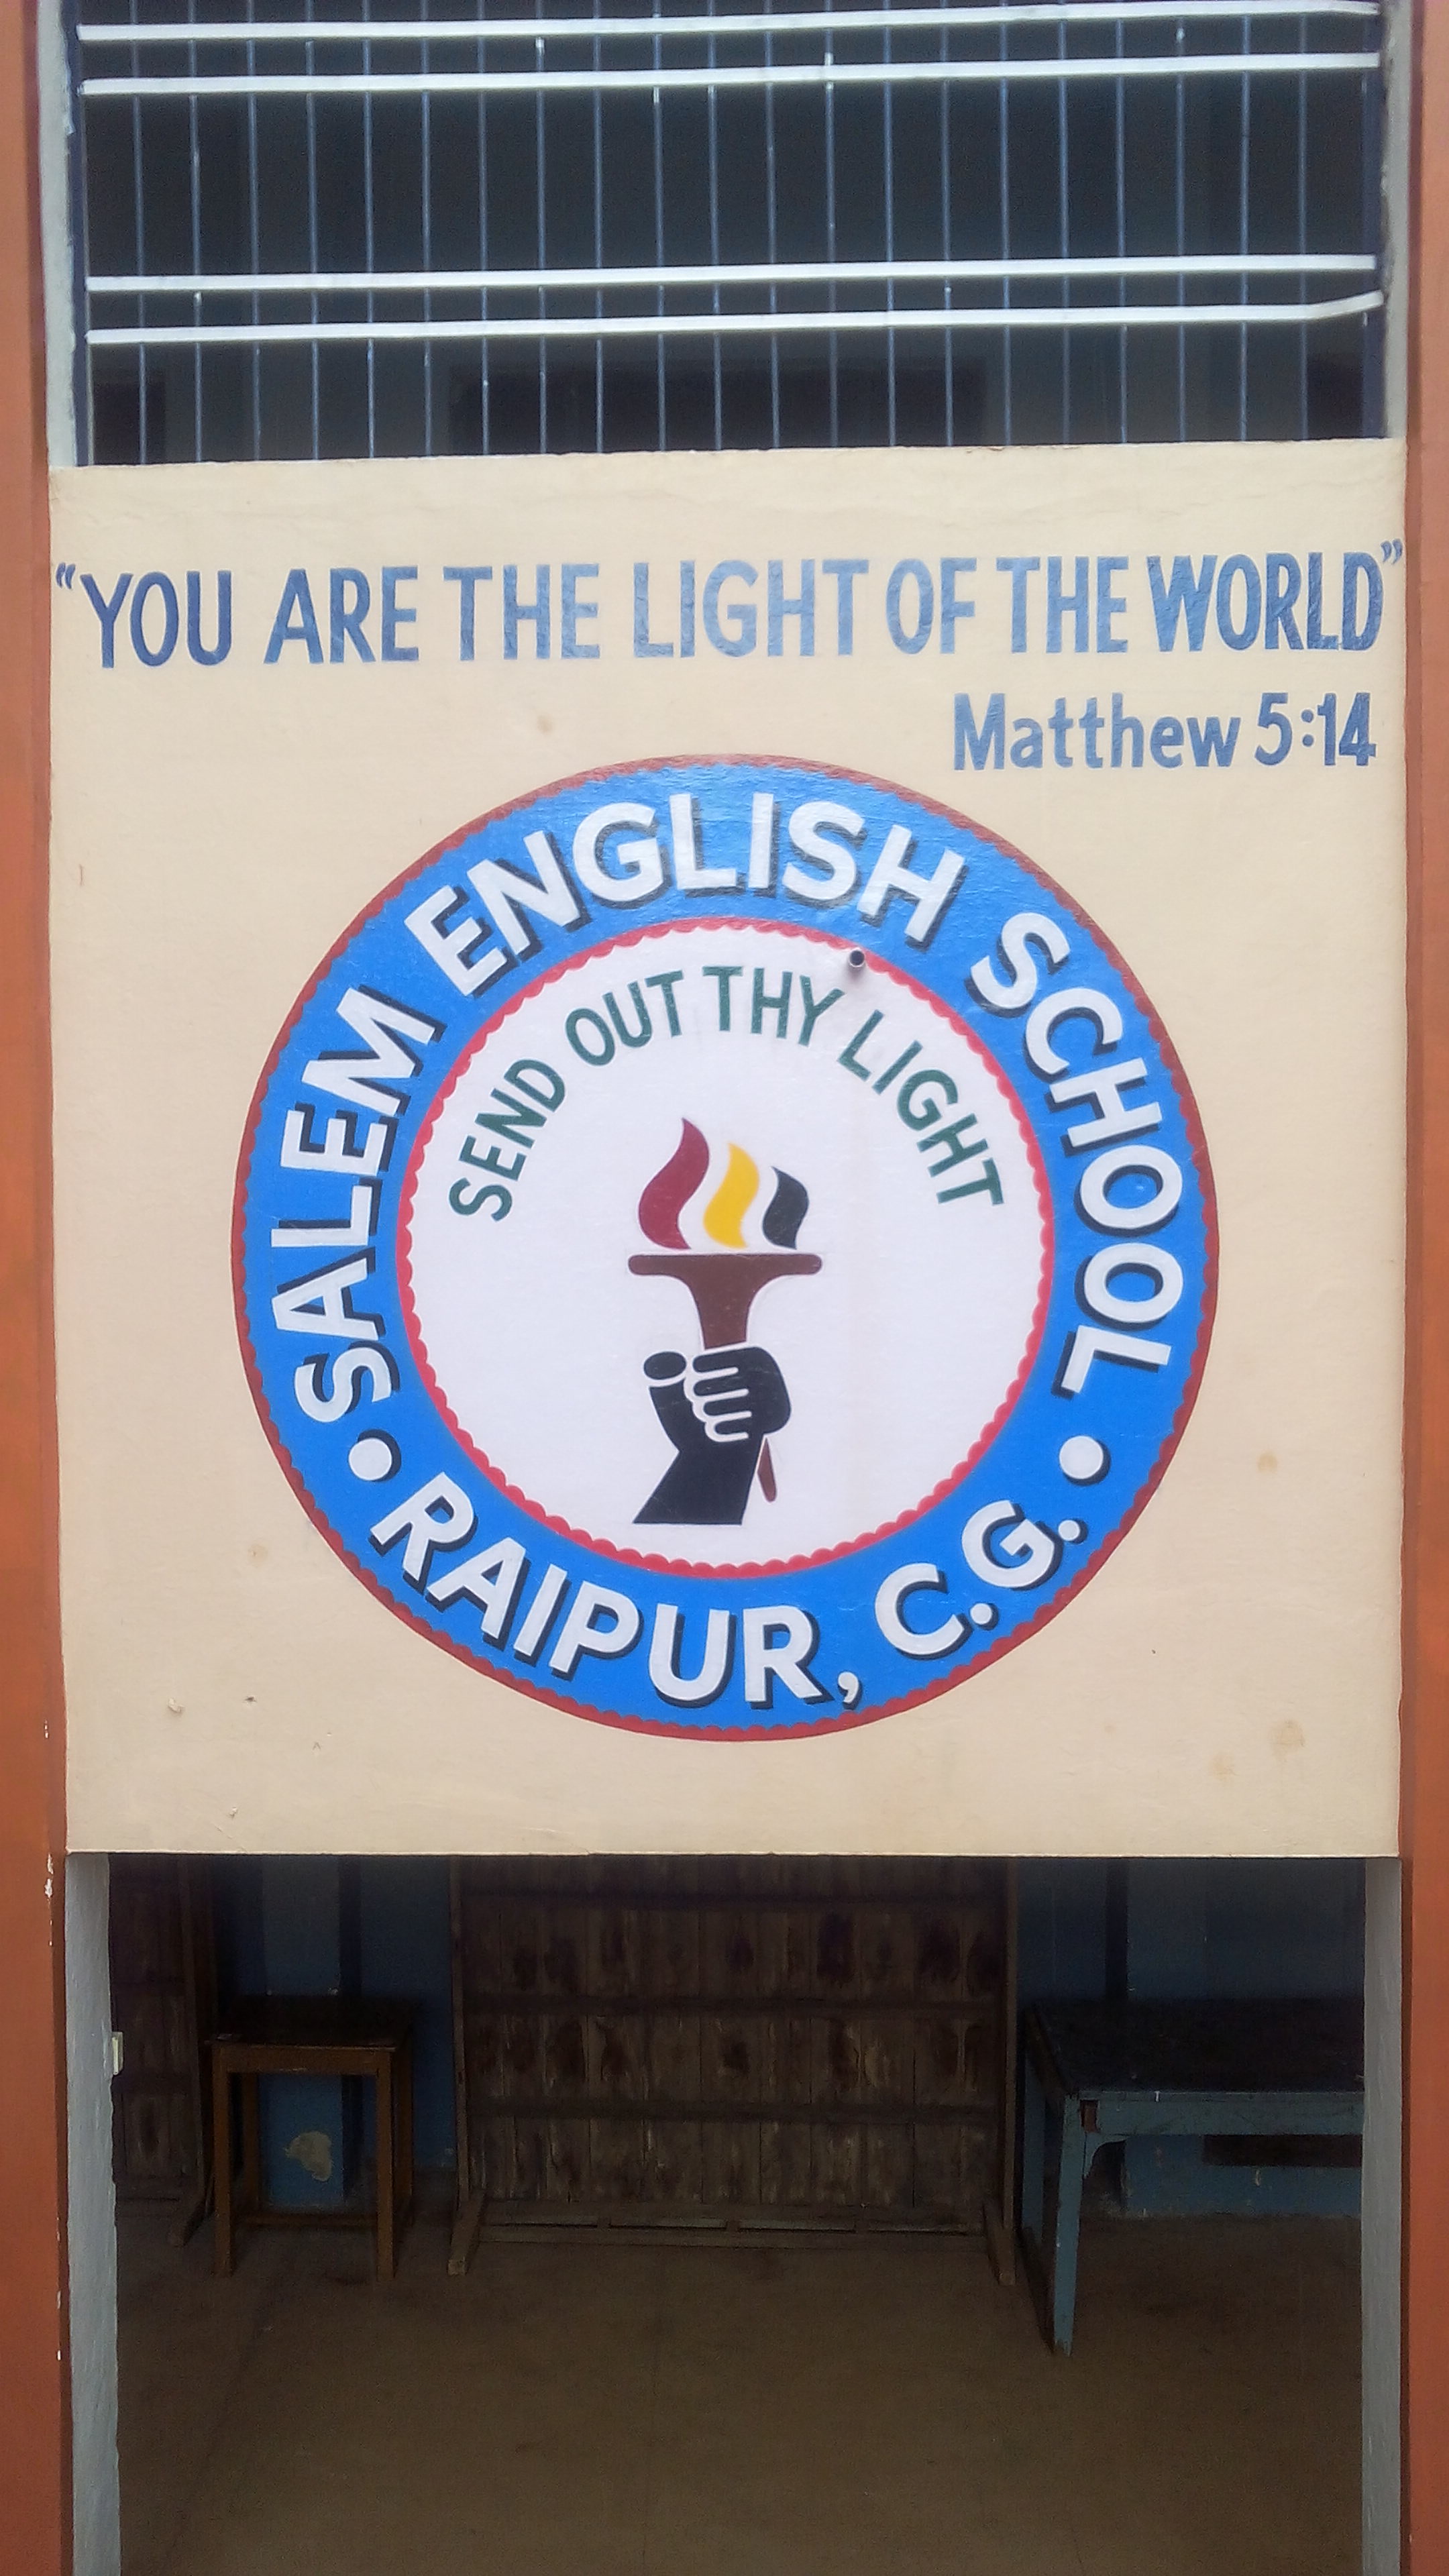 "YOU ARE THE LIGHT OF THE WORLD"
Matthew 5:14
SALEM ENGLISH SCHOOL
SEND OUT THY LIGHT
• RAIPUR, C.G. •